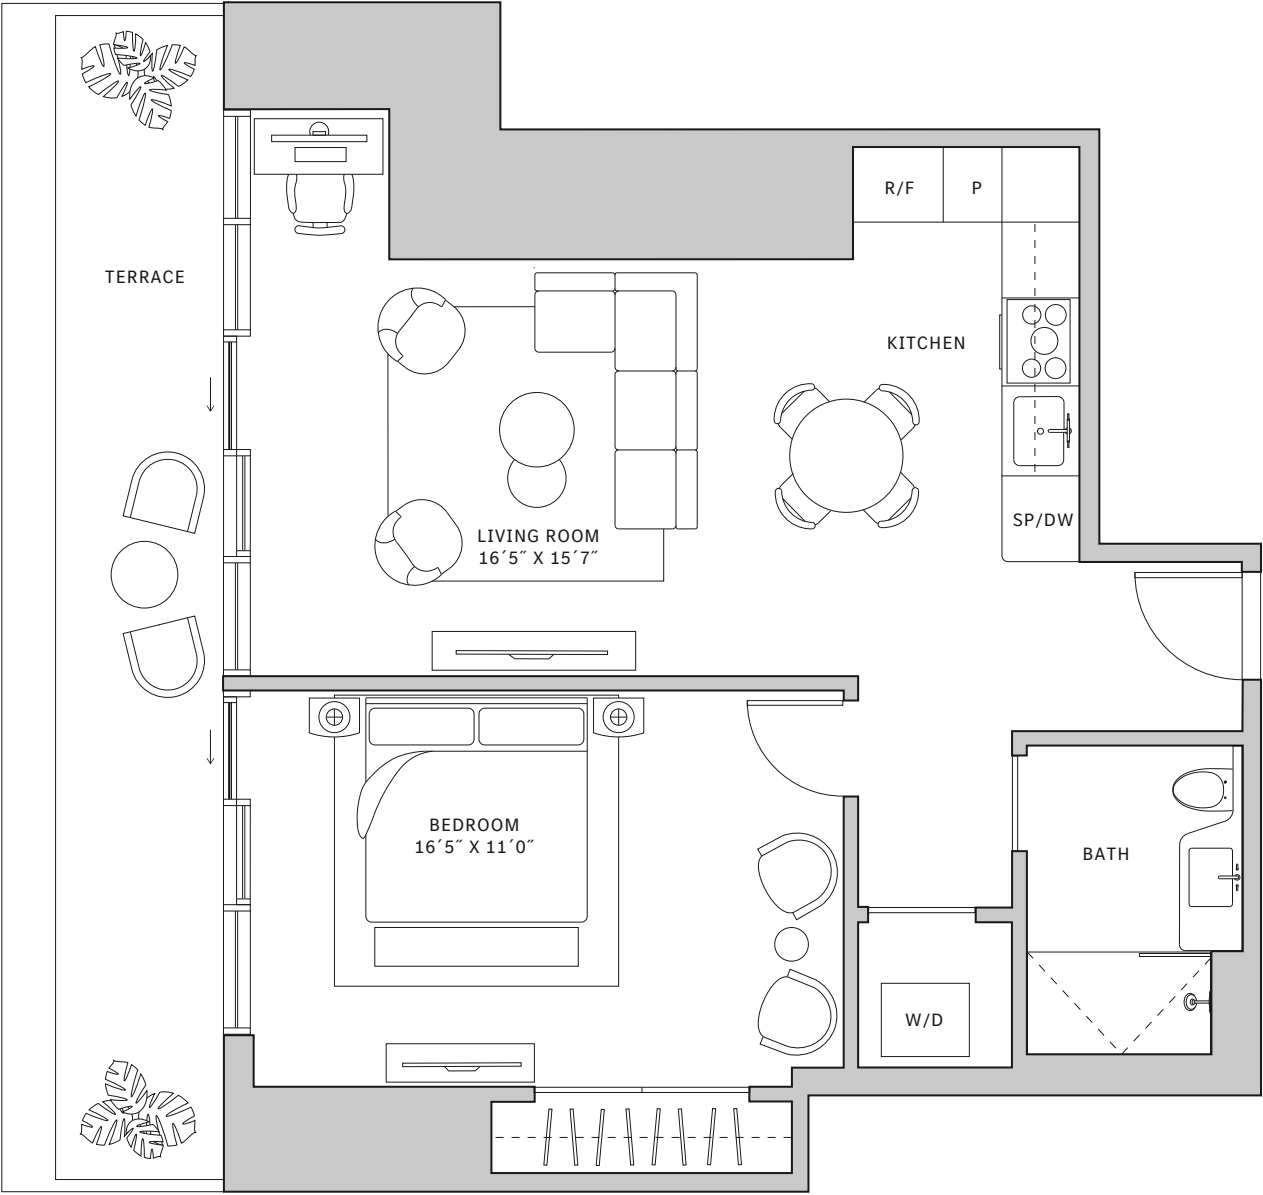 R/F
P
TERRACE
KITCHEN
SP/DW
LIVING ROOM
16´5˝ X 15´7˝
BEDROOM
16´5˝ X 11´0˝
BATH
W/D